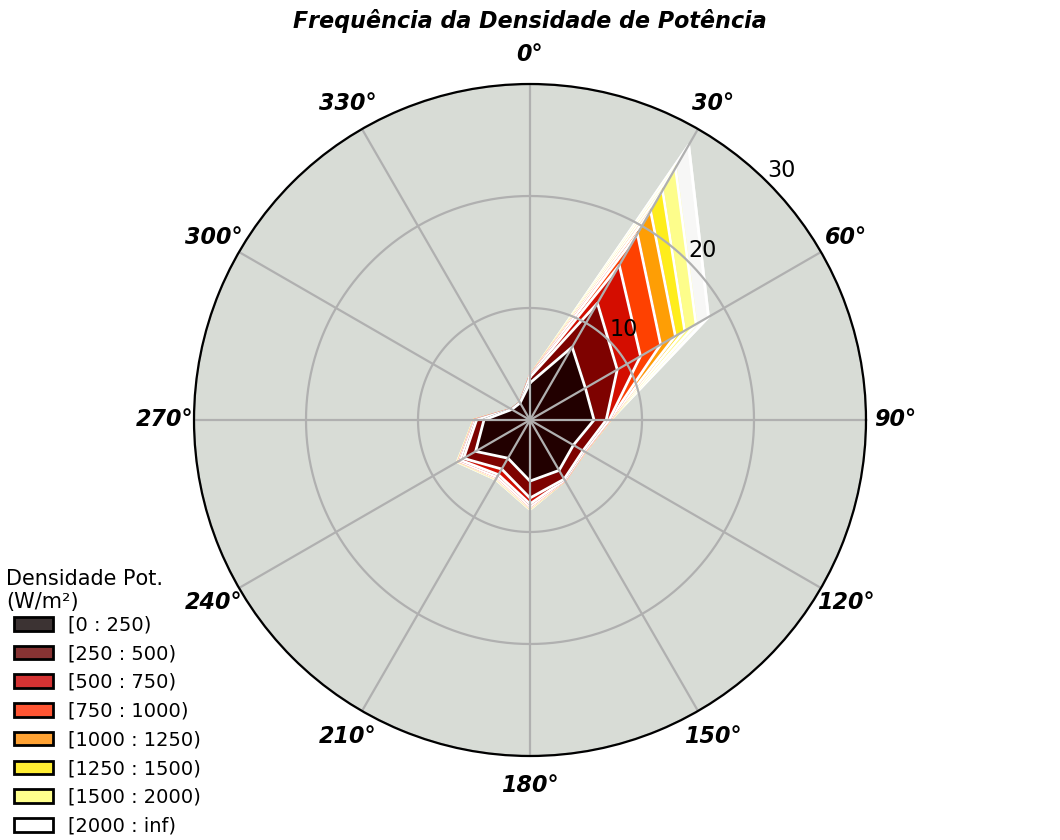 Frequência da Densidade de Potência
0°
330°
30°
30
300°
60°
20
10
270°
90°
240°
120°
210°
150°
180°
Densidade Pot.
(W/m²)
[0 : 250)
[250 : 500)
[500 : 750)
[750 : 1000)
[1000 : 1250)
[1250 : 1500)
[1500 : 2000)
[2000 : inf)